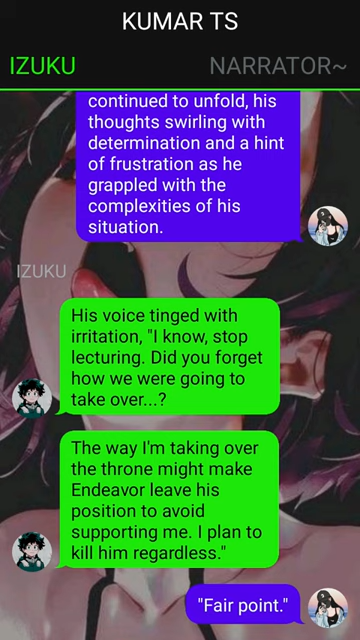 KUMAR TS
IZUKU NARRATOR~
continued to unfold, his
thoughts swirling with
determination and a hint
of frustration as he
grappled with the
complexities of his
situation.
IZUKU
His voice tinged with
irritation, "I know, stop
lecturing. Did you forget
how we were going to
take over...?
The way I'm taking over
the throne might make
Endeavor leave his
position to avoid
supporting me. I plan to
kill him regardless."
"Fair point."